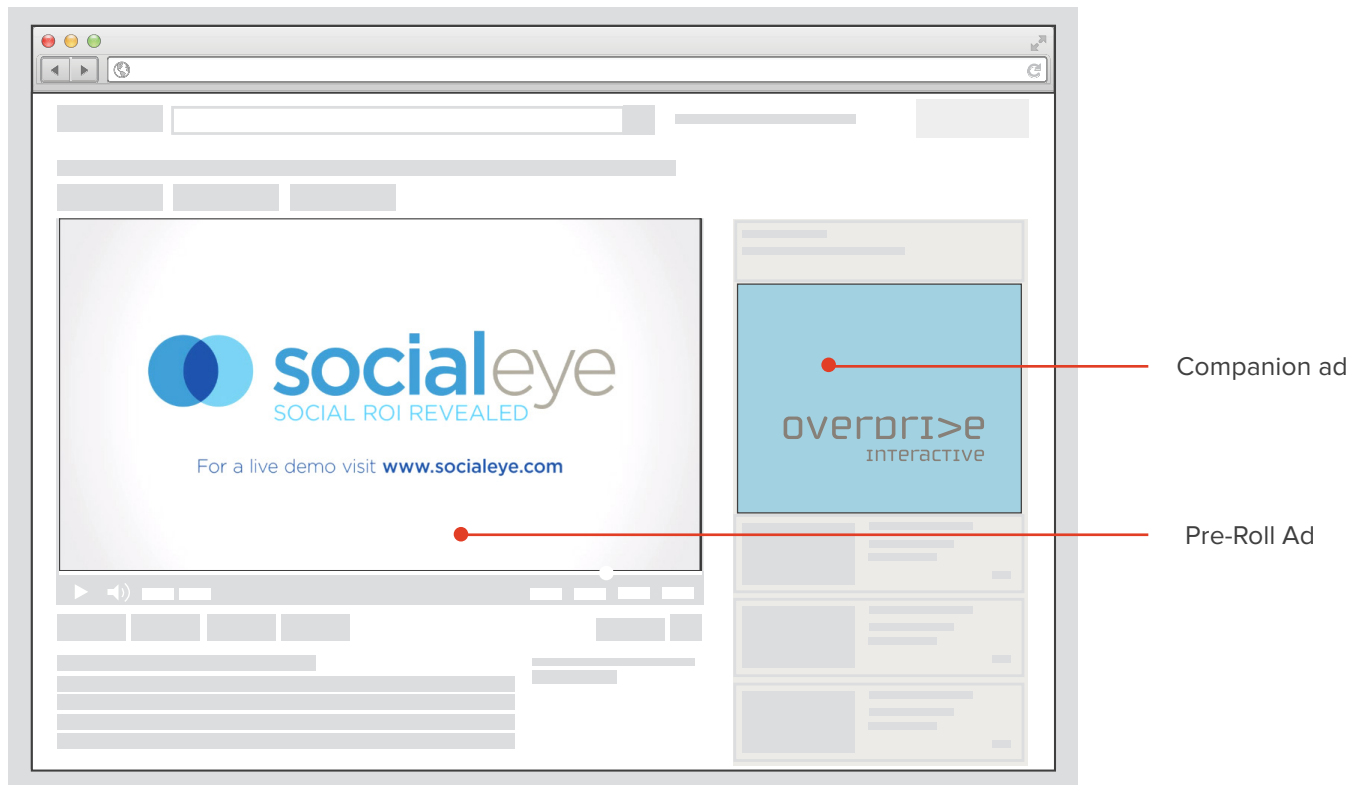 socialeye
SOCIAL ROI REVEALED
For a live demo visit www.socialeye.com
overdri>e
interactive
Companion ad
Pre-Roll Ad